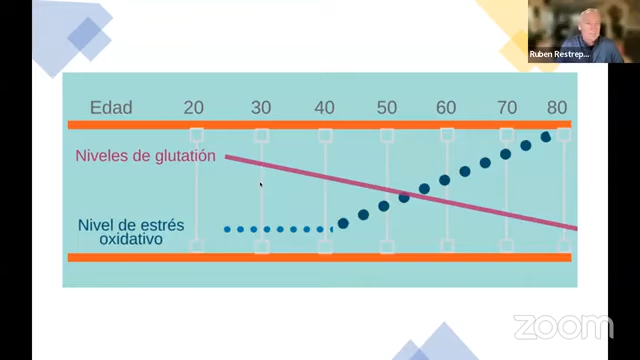 Ruben Restrep...
Edad 20 30 40 50 60 70 80
Niveles de glutatión
Nivel de estrés
oxidativo
zoom